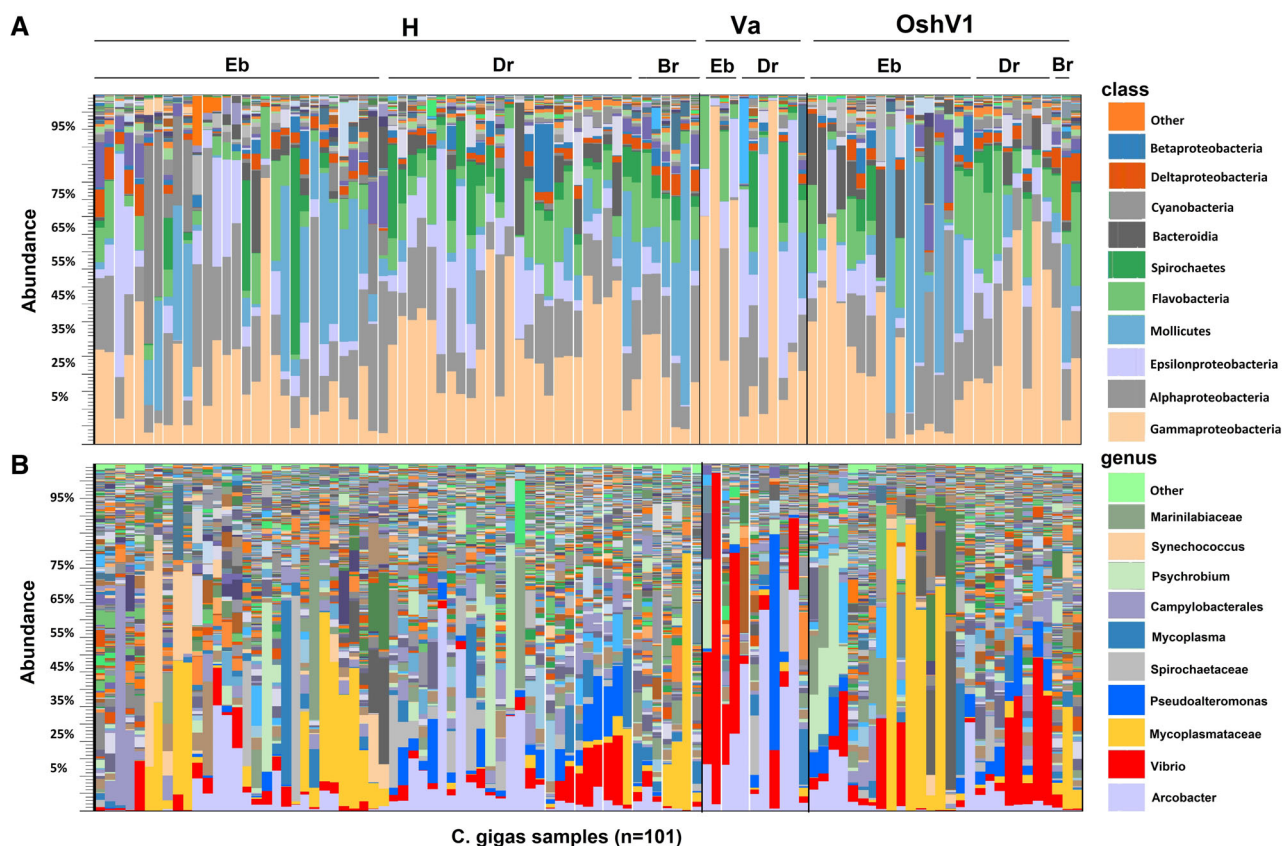 A
H
Va
OshV1
Eb
Dr
Br
Eb
Dr
Eb
Dr
Br
Abundance
95%
75%
65%
55%
45%
35%
25%
5%
class
Other
Betaproteobacteria
Deltaproteobacteria
Cyanobacteria
Bacteroidia
Spirochaetes
Flavobacteria
Mollicutes
Epsilonproteobacteria
Alphaproteobacteria
Gammaproteobacteria
B
Abundance
95%
75%
65%
55%
45%
35%
25%
5%
genus
Other
Marinilabiaceae
Synechococcus
Psychrobium
Campylobacterales
Mycoplasma
Spirochaetaceae
Pseudoalteromonas
Mycoplasmataceae
Vibrio
Arcobacter
C. gigas samples (n=101)